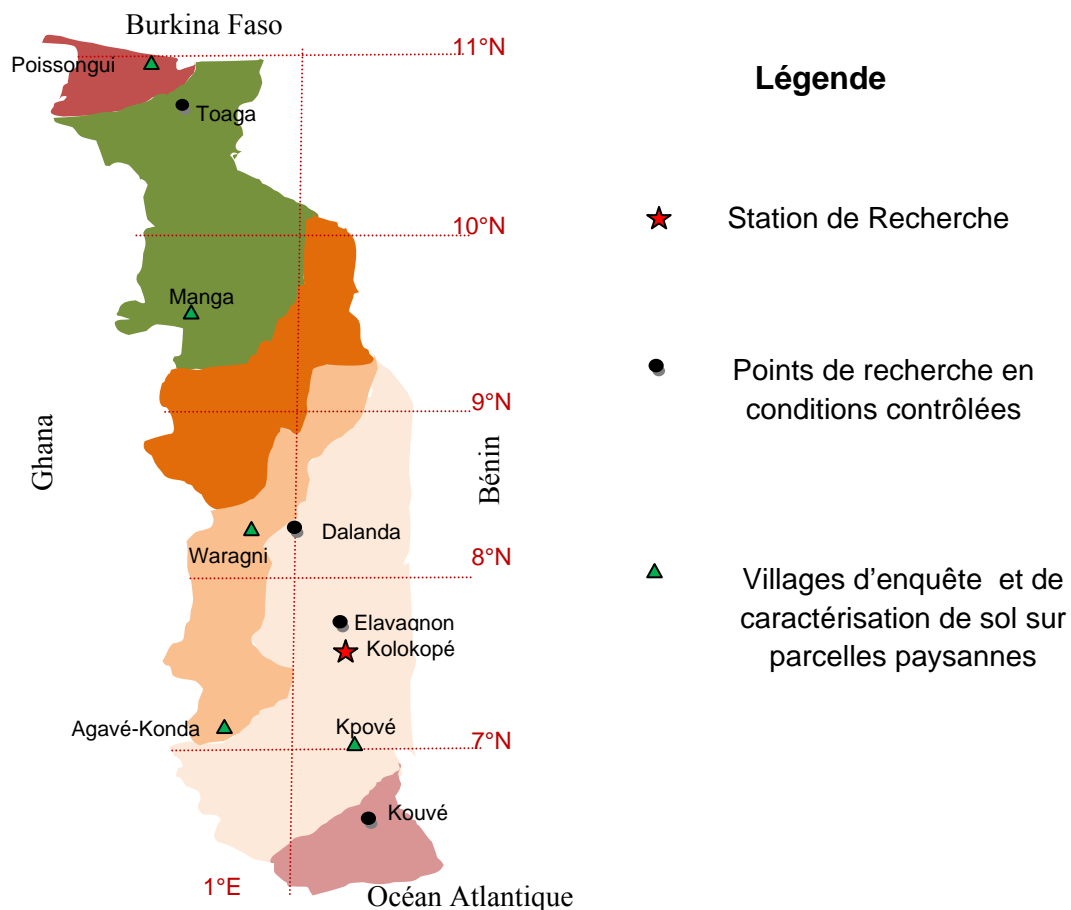 Burkina Faso
11°N
Poissongui
Toaga
10°N
Manga
9°N
Ghana
Bénin
Dalanda
Waragni
8°N
Elavagnon
Kolokopé
Agavé-Konda
Kpové
7°N
Kouvé
1°E
Océan Atlantique
Légende
Station de Recherche
Points de recherche en
conditions contrôlées
Villages d'enquête et de
caractérisation de sol sur
parcelles paysannes